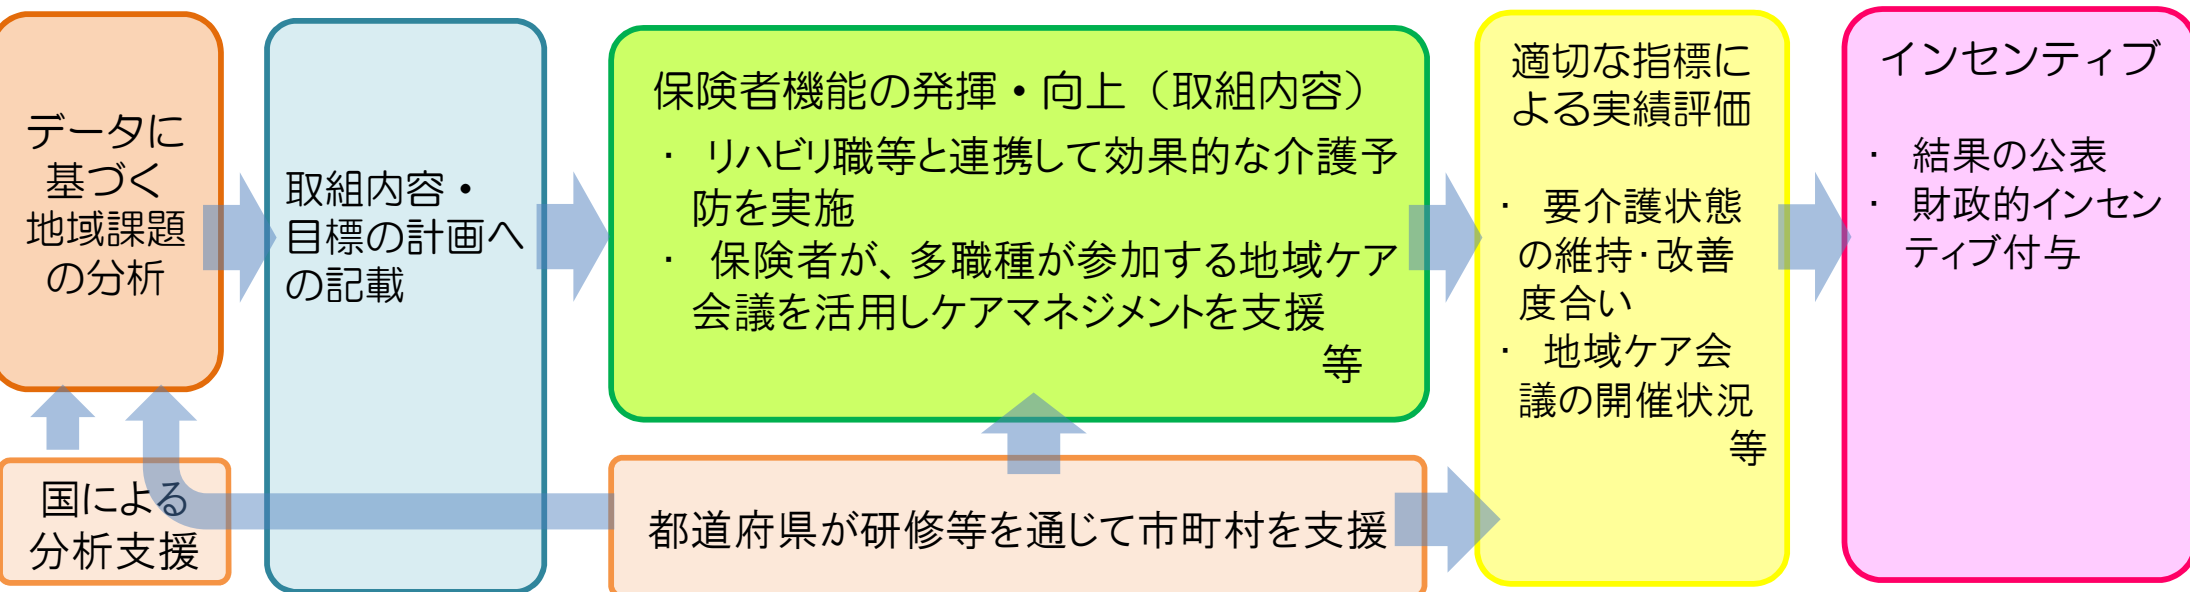 データに
基づく
地域課題
の分析
国による
分析支援
取組内容・
目標の計画へ
の記載
保険者機能の発揮・向上（取組内容）
・ リハビリ職等と連携して効果的な介護予
防を実施
・ 保険者が、多職種が参加する地域ケア
会議を活用しケアマネジメントを支援
等
都道府県が研修等を通じて市町村を支援
適切な指標に
よる実績評価
・ 要介護状態
の維持・改善
度合い
・ 地域ケア会
議の開催状況
等
インセンティブ
・ 結果の公表
・ 財政的インセン
ティブ付与